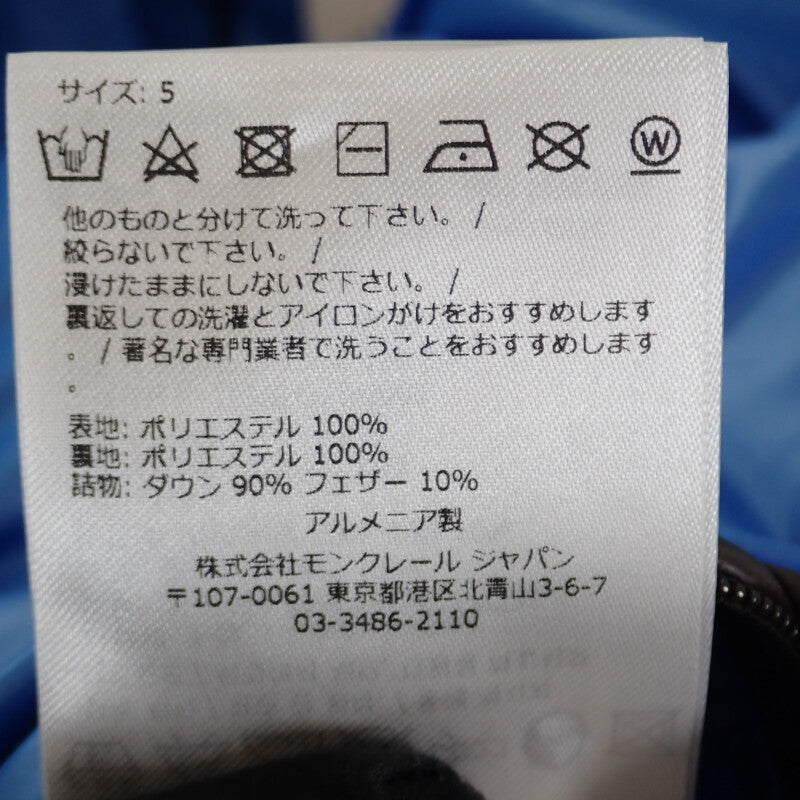 サイズ: 5
W
他のものと分けて洗って下さい。 /
絞らないで下さい。 /
浸けたままにしないで下さい。 /
裏返しての洗濯とアイロンがけをおすすめします
。 / 著名な専門業者で洗うことをおすすめします
。
表地: ポリエステル 100%
裏地: ポリエステル 100%
詰物: ダウン 90% フェザー 10%
アルメニア製
株式会社モンクレール ジャパン
〒107-0061 東京都港区北青山3-6-7
03-3486-2110